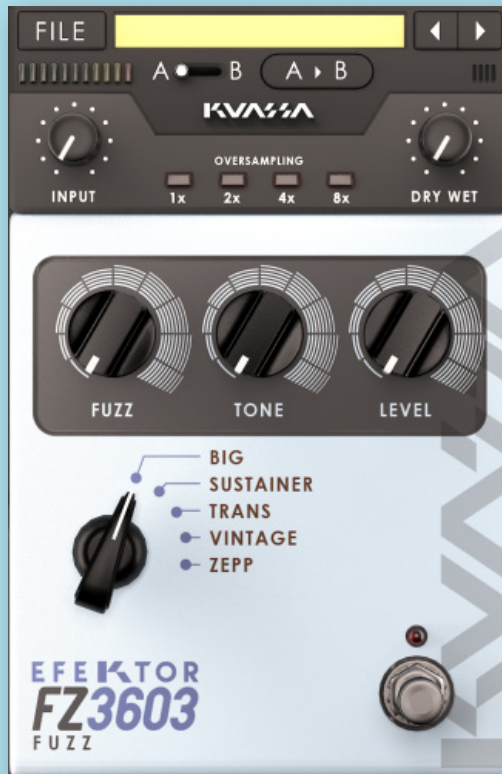 FILE
A B A ▸ B
KVASSA
OVERSAMPLING
INPUT 1x 2x 4x 8x DRY WET
FUZZ TONE LEVEL
BIG
SUSTAINER
TRANS
VINTAGE
ZEPP
EFEKTOR
FZ3603
FUZZ
KVASSA